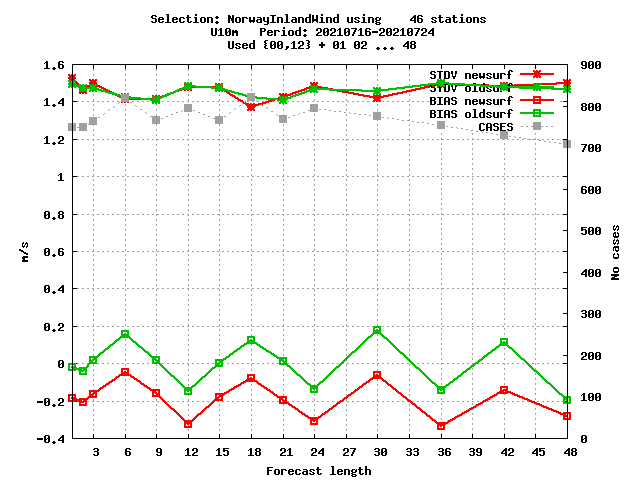 Selection: NorwayInlandWind using    46 stations
U10m   Period: 20210716-20210724
Used {00,12} + 01 02 ... 48
1.6
1.4
1.2
1
0.8
0.6
0.4
0.2
0
-0.2
-0.4
m/s
900
800
700
600
500
400
300
200
100
0
No cases
STDV newsurf
STDV oldsurf
BIAS newsurf
BIAS oldsurf
CASES
3 6 9 12 15 18 21 24 27 30 33 36 39 42 45 48
Forecast length